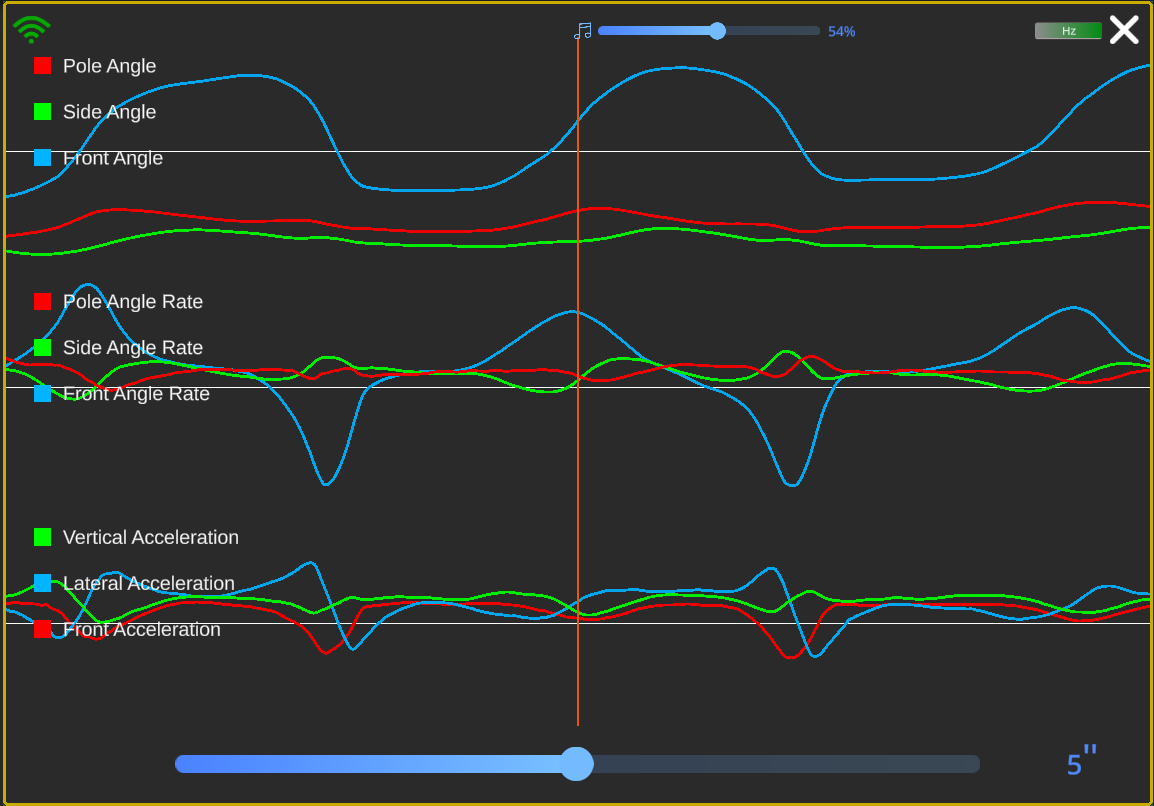 54%
Hz
Pole Angle
Side Angle
Front Angle
Pole Angle Rate
Side Angle Rate
Front Angle Rate
Vertical Acceleration
Lateral Acceleration
Front Acceleration
5"